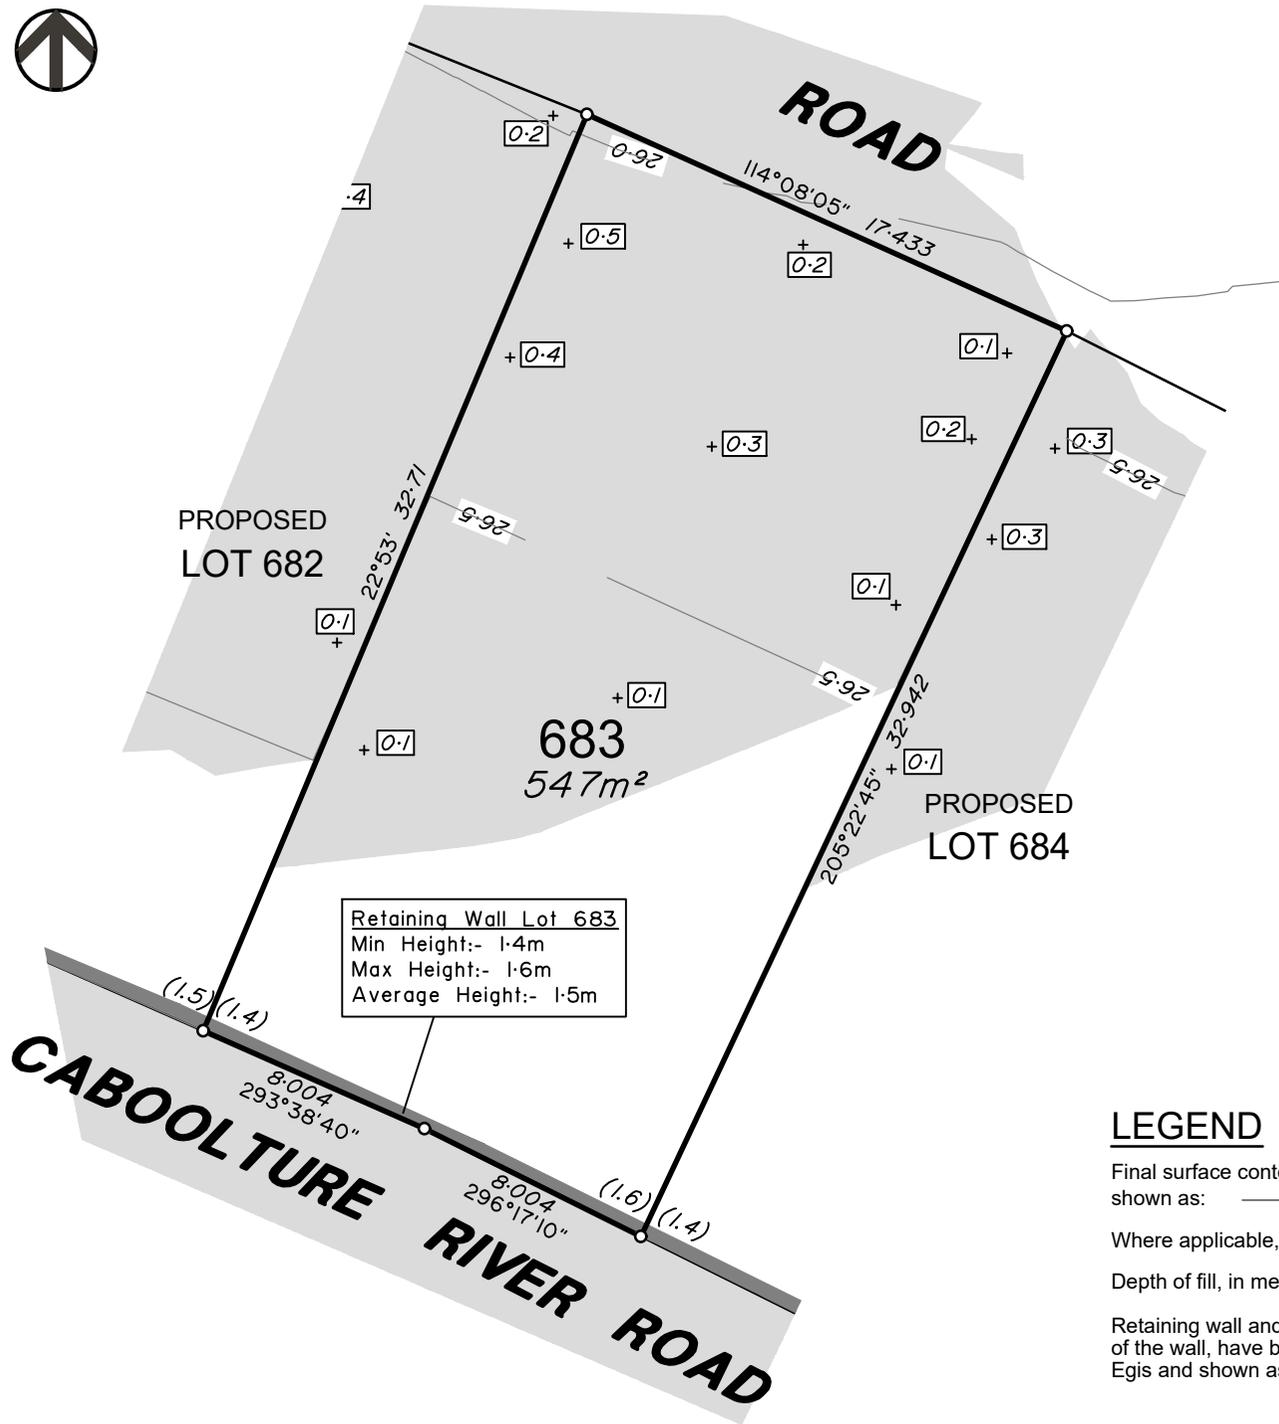 ROAD
0·2
26·0
114°08'05" 17·433
·4
0·5
0·2
0·1
0·4
0·2
0·3
0·3
26·5
22°53' 32·71
26·5
PROPOSED
LOT 682
0·3
0·1
0·1
26·5
0·1
683
547m²
0·1
205°22'45" 32·942
0·1
PROPOSED
LOT 684
Retaining Wall Lot 683
Min Height:- 1·4m
Max Height:- 1·6m
Average Height:- 1·5m
(1.5) (1.4)
8·004
293°38'40"
8·004
296°17'10"
(1.6) (1.4)
CABOOLTURE RIVER ROAD
LEGEND
Final surface
shown as:
Where applicable,
Depth of fill, in
Retaining wall
of the wall, have
Egis and shown